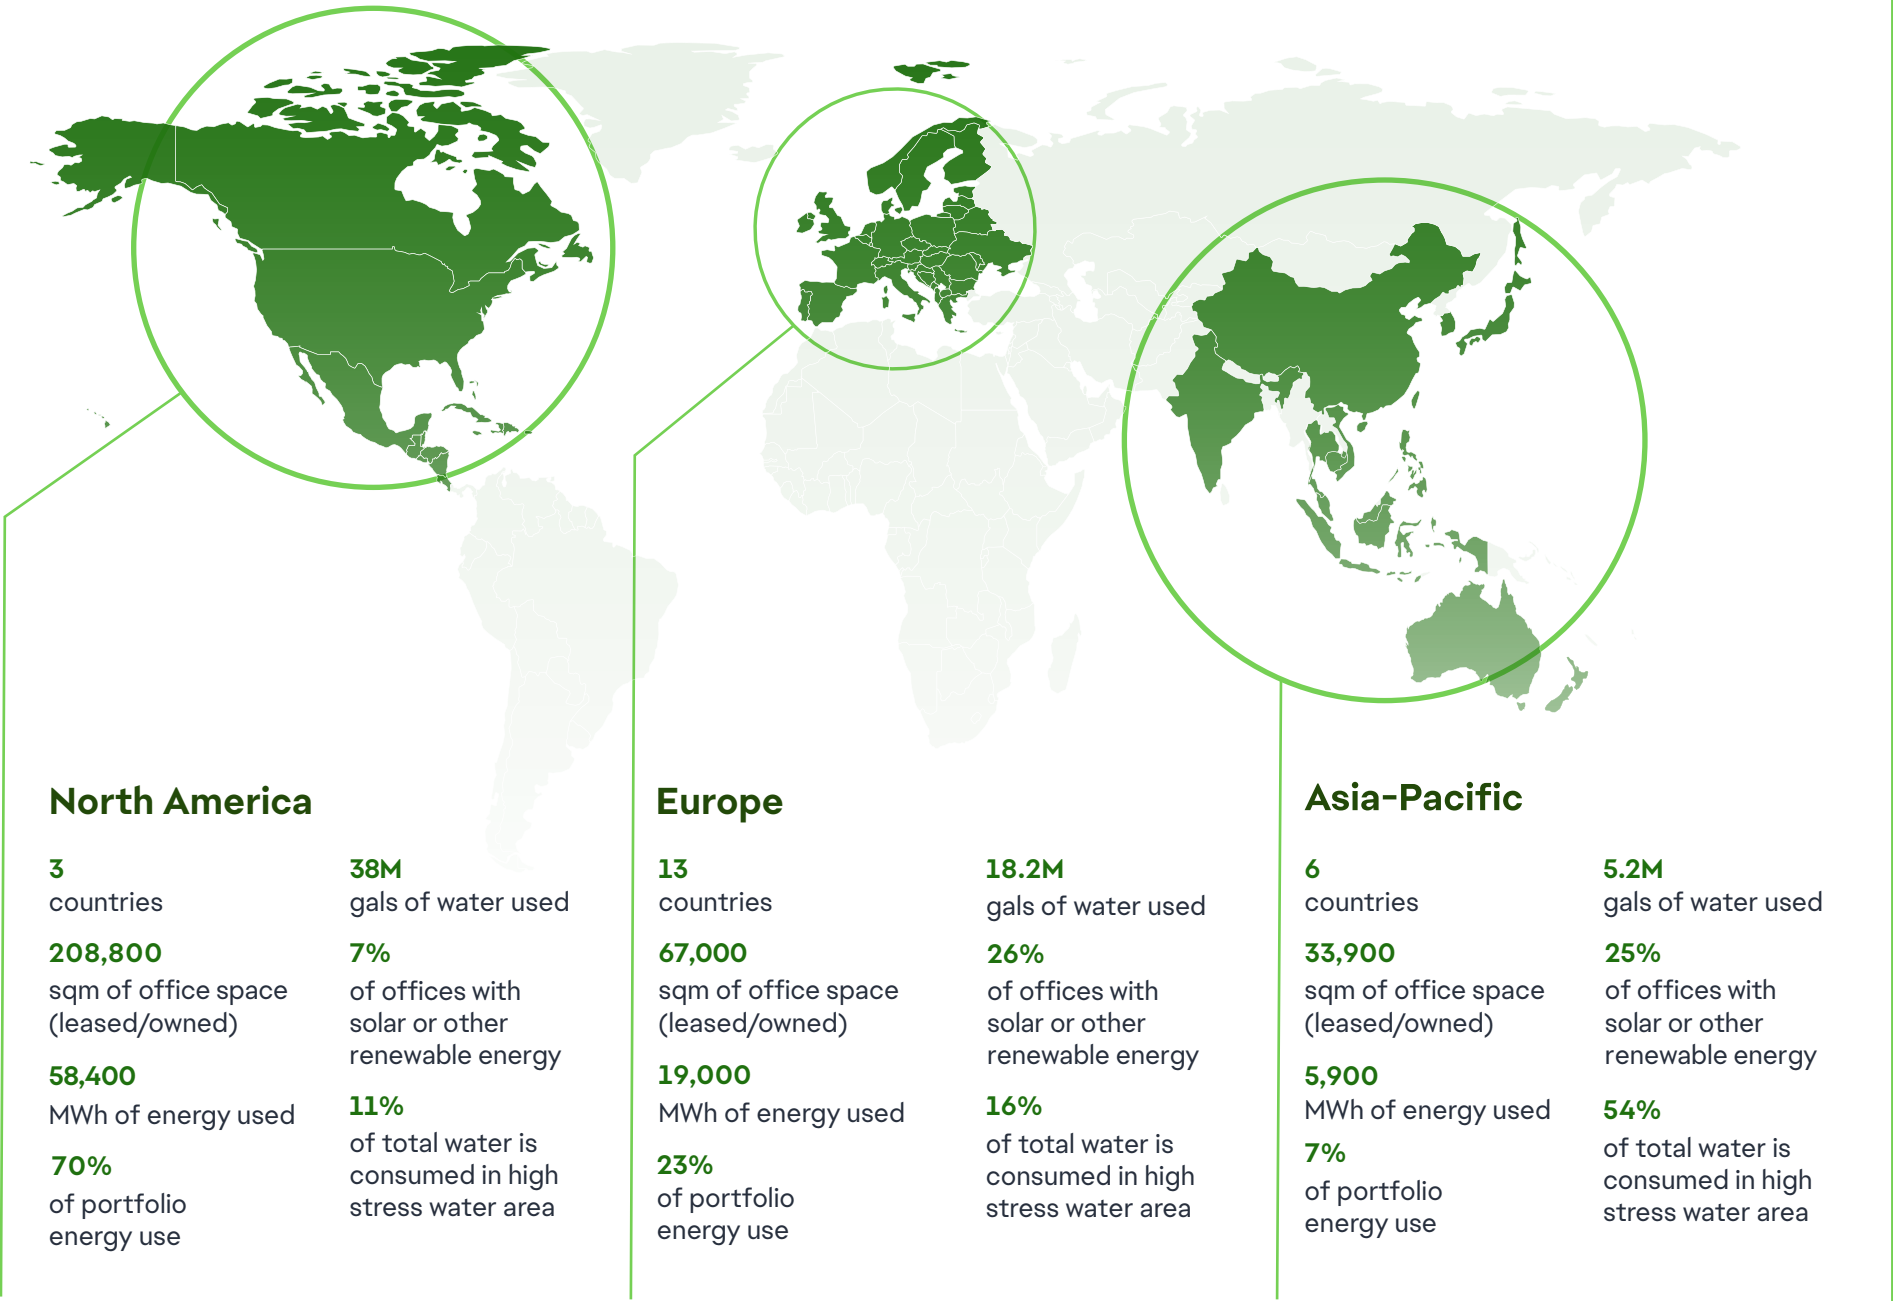 North America
3
countries
208,800
sqm of office space
(leased/owned)
58,400
MWh of energy used
70%
of portfolio
energy use
38M
gals of water used
7%
of offices with
solar or other
renewable energy
11%
of total water is
consumed in high
stress water area
Europe
13
countries
67,000
sqm of office space
(leased/owned)
19,000
MWh of energy used
23%
of portfolio
energy use
18.2M
gals of water used
26%
of offices with
solar or other
renewable energy
16%
of total water is
consumed in high
stress water area
Asia-Pacific
6
countries
33,900
sqm of office space
(leased/owned)
5,900
MWh of energy used
7%
of portfolio
energy use
5.2M
gals of water used
25%
of offices with
solar or other
renewable energy
54%
of total water is
consumed in high
stress water area